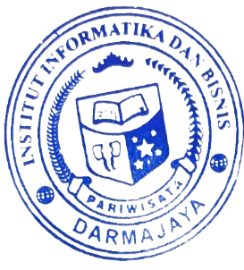 INSTITUT INFORMATIKA DAN BISNIS
PARIWISATA
DARMAJAYA